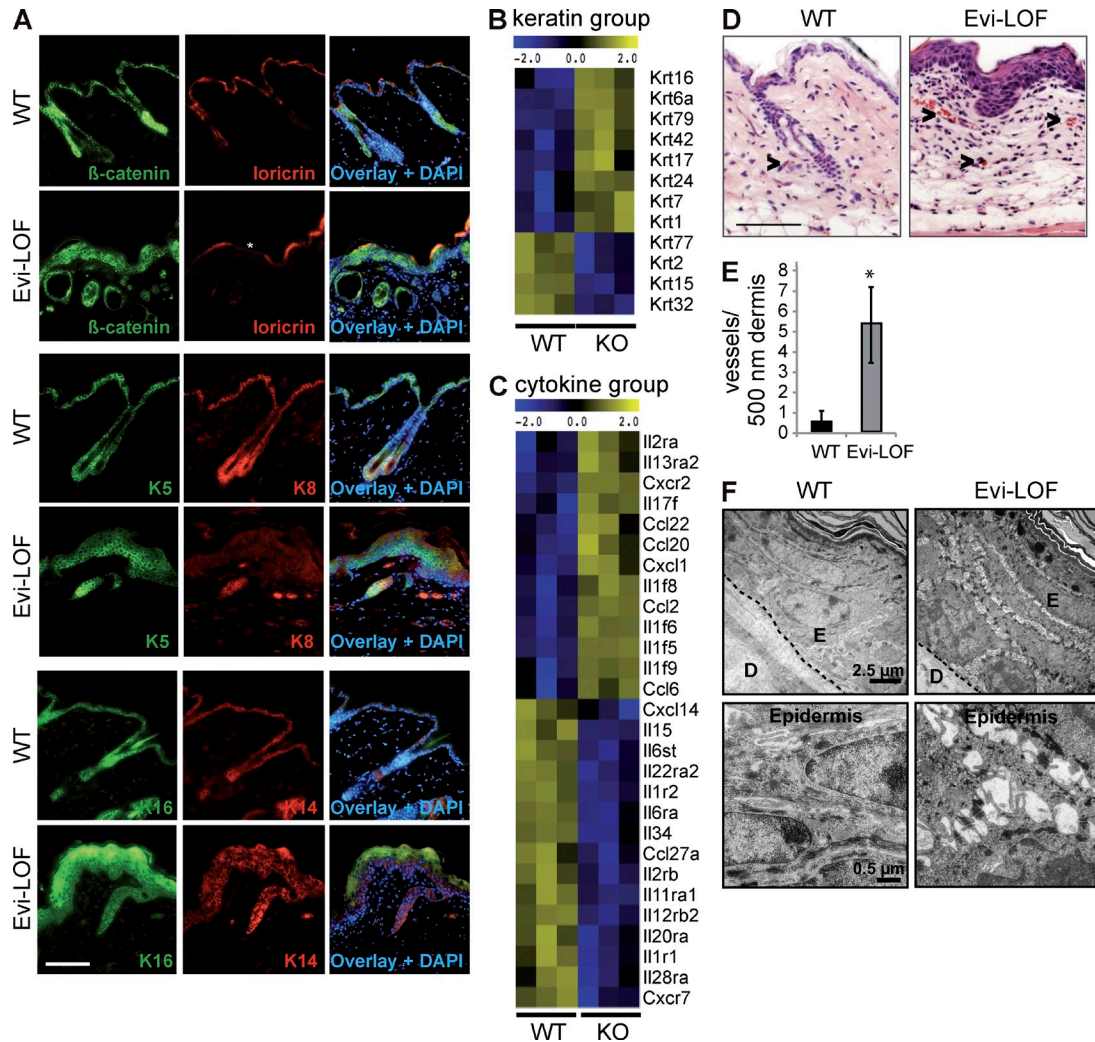 A
WT
ß-catenin
loricrin
Overlay + DAPI
Evi-LOF
*
ß-catenin
loricrin
Overlay + DAPI
WT
K5
K8
Overlay + DAPI
Evi-LOF
K5
K8
Overlay + DAPI
WT
K16
K14
Overlay + DAPI
Evi-LOF
K16
K14
Overlay + DAPI
B keratin group
-2.0 0.0 2.0
Krt16
Krt6a
Krt79
Krt42
Krt17
Krt24
Krt7
Krt1
Krt77
Krt2
Krt15
Krt32
WT KO
C cytokine group
-2.0 0.0 2.0
Il2ra
Il13ra2
Cxcr2
Il17f
Ccl22
Ccl20
Cxcl1
Il1f8
Ccl2
Il1f6
Il1f5
Il1f9
Ccl6
Cxcl14
Il15
Il6st
Il22ra2
Il1r2
Il6ra
Il34
Ccl27a
Il2rb
Il11ra1
Il12rb2
Il20ra
Il1r1
Il28ra
Cxcr7
WT KO
D
WT Evi-LOF
>
>
>
>
E
vessels/
500 nm dermis
8
7
6
5
4
3
2
1
0
*
WT Evi-LOF
F
WT Evi-LOF
E
D
2.5 µm
E
D
Epidermis
0.5 µm
Epidermis